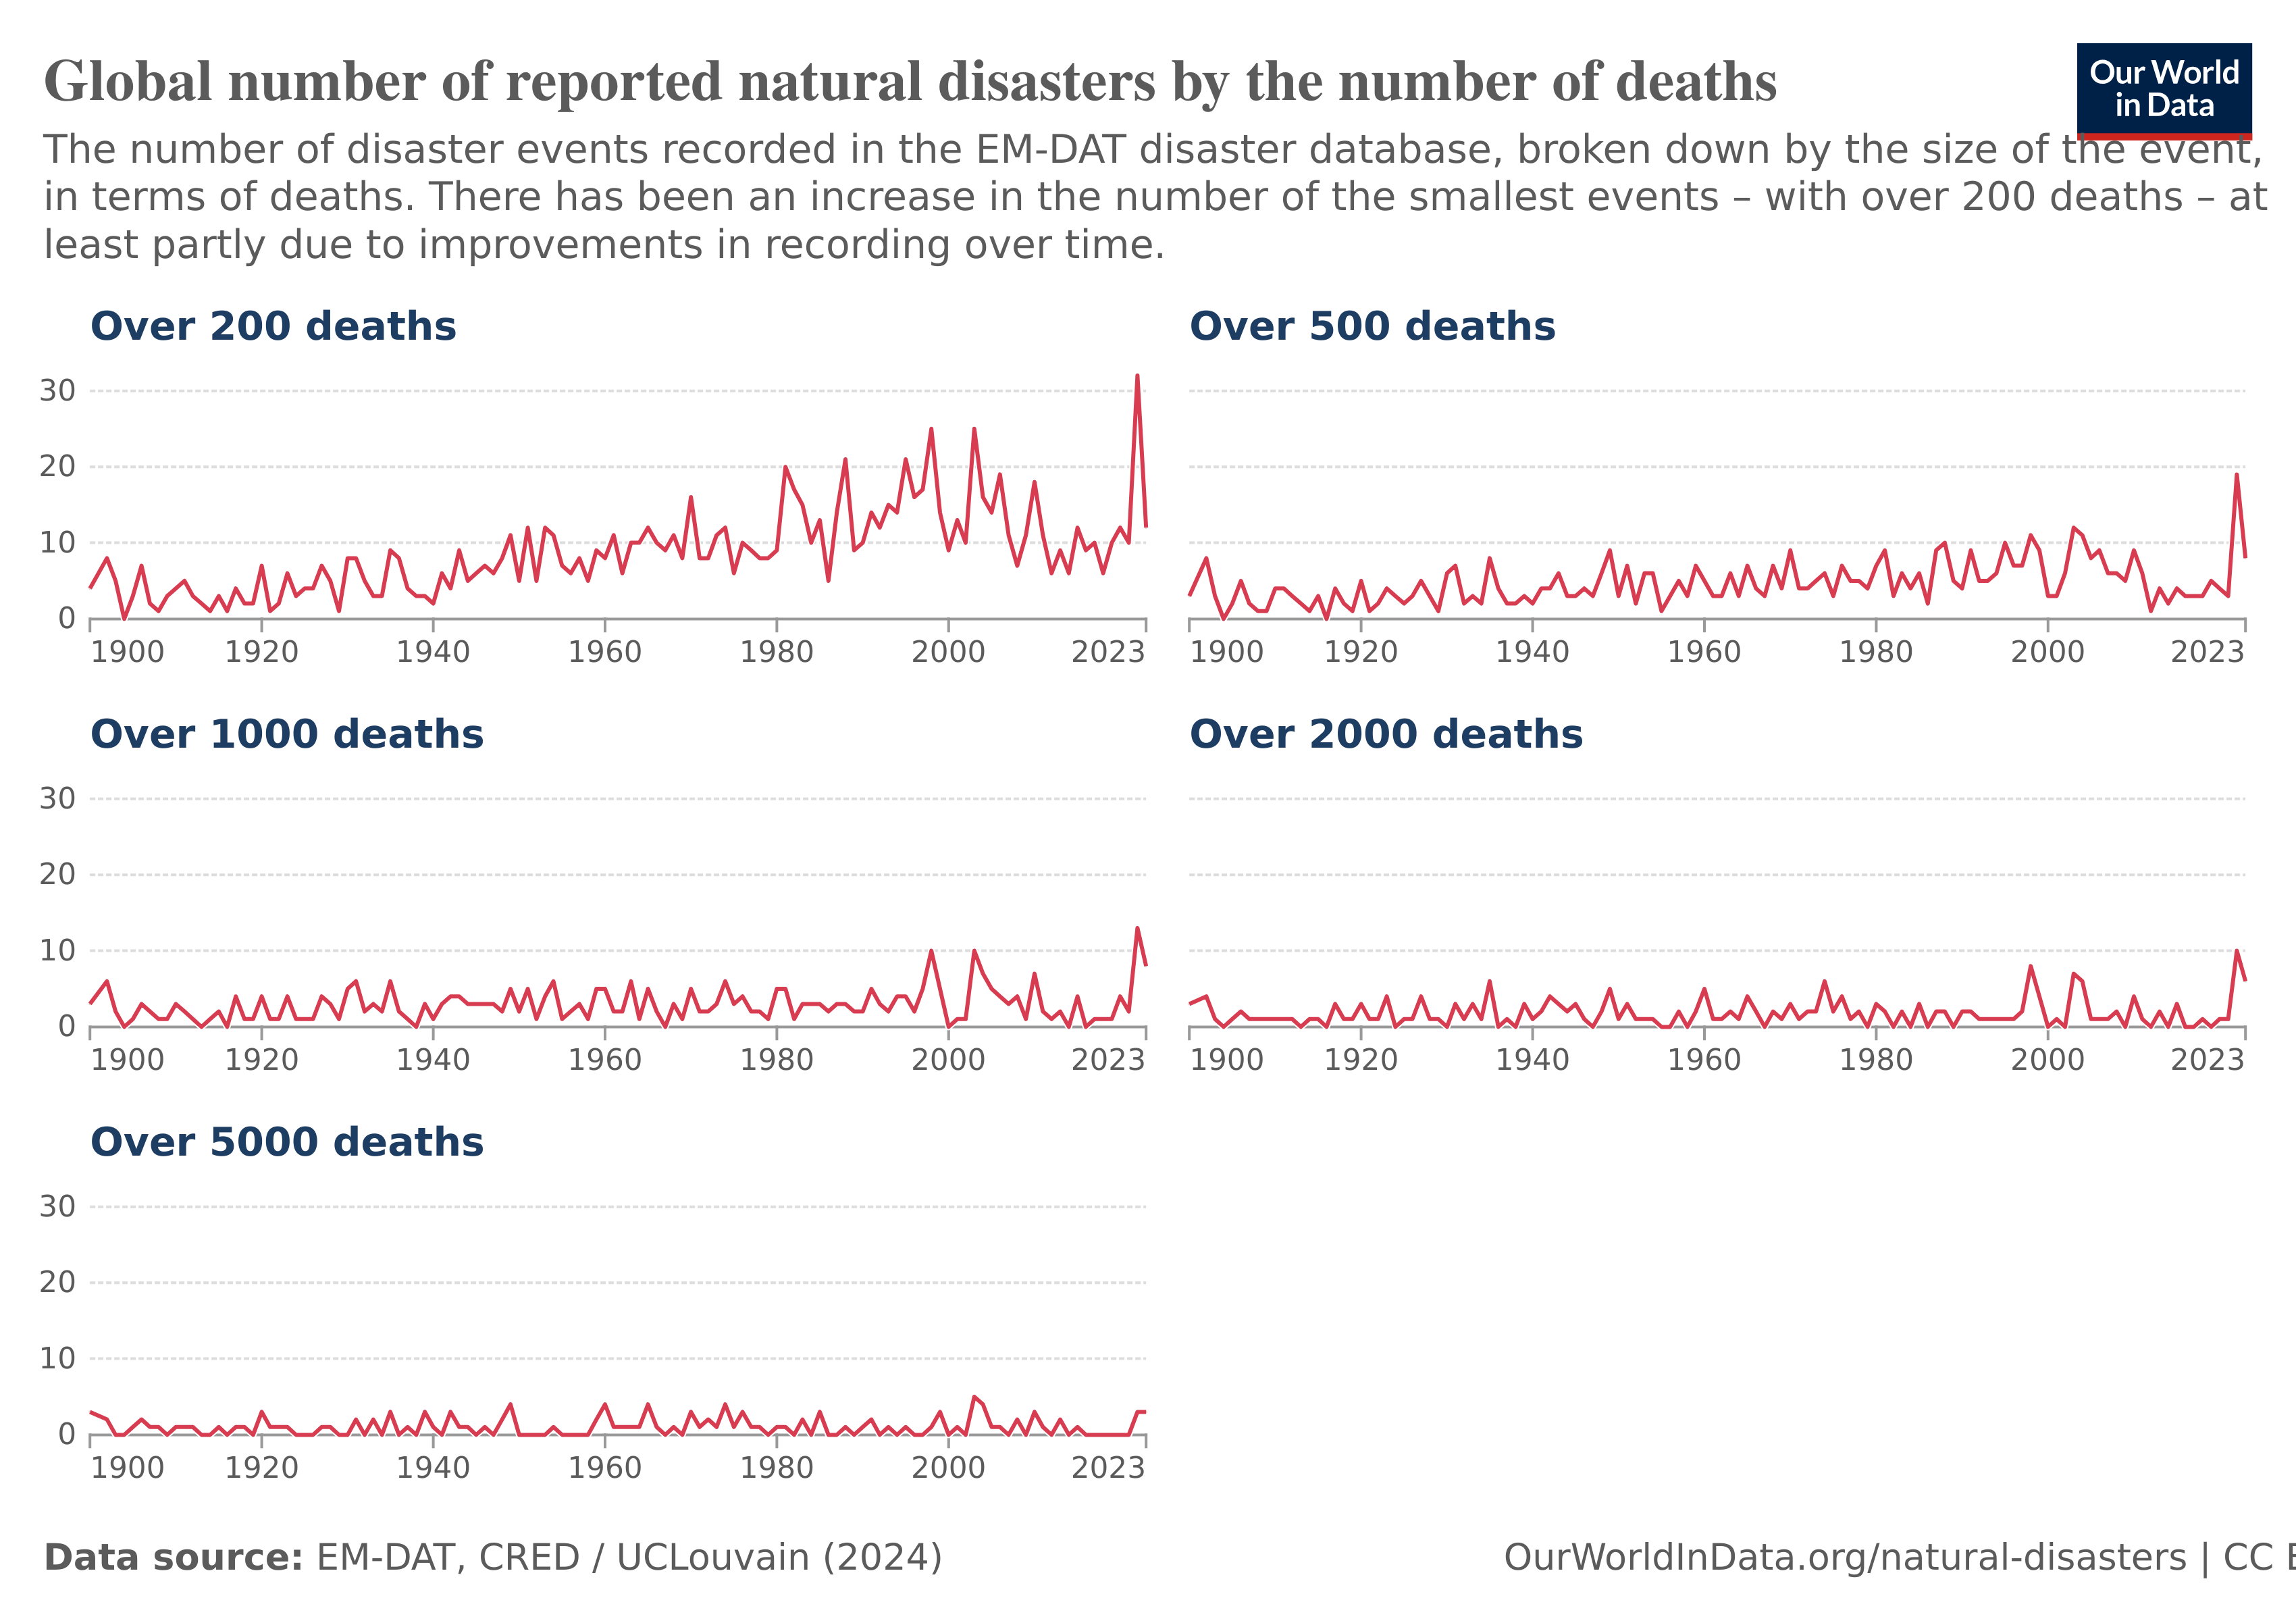 Global number of reported natural disasters by the number of deaths
Our World
in Data
The number of disaster events recorded in the EM-DAT disaster database, broken down by the size of the event,
in terms of deaths. There has been an increase in the number of the smallest events – with over 200 deaths – at
least partly due to improvements in recording over time.
Over 200 deaths
30
20
10
0
1900 1920 1940 1960 1980 2000 2023
Over 500 deaths
1900 1920 1940 1960 1980 2000 2023
Over 1000 deaths
30
20
10
0
1900 1920 1940 1960 1980 2000 2023
Over 2000 deaths
1900 1920 1940 1960 1980 2000 2023
Over 5000 deaths
30
20
10
0
1900 1920 1940 1960 1980 2000 2023
Data source: EM-DAT, CRED / UCLouvain (2024)
OurWorldInData.org/natural-disasters | CC